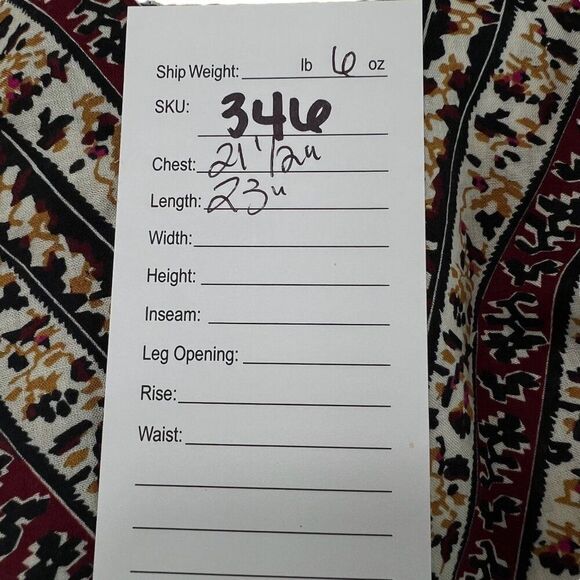 Ship Weight: lb 6 oz
SKU: 346
Chest: 21 1/2"
Length: 23"
Width:
Height:
Inseam:
Leg Opening:
Rise:
Waist: